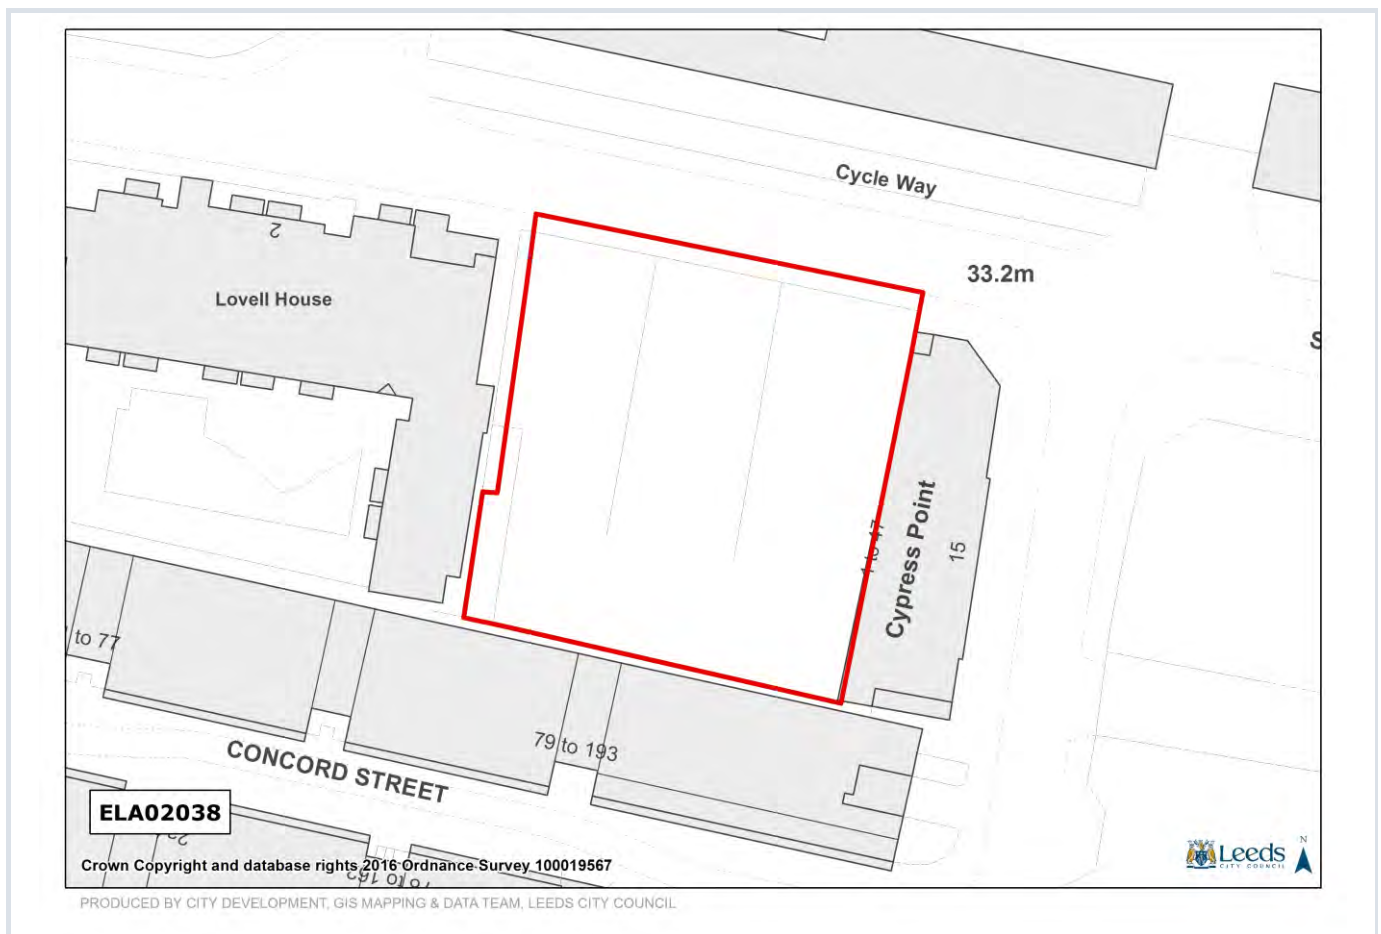 Cycle Way
33.2m
S
2
Lovell House
1 to 47
Cypress Point
15
to 77
79 to 193
CONCORD STREET
ELA02038
Crown Copyright and database rights 2016 Ordnance Survey 100019567
Leeds
CITY COUNCIL
N
PRODUCED BY CITY DEVELOPMENT, GIS MAPPING & DATA TEAM, LEEDS CITY COUNCIL